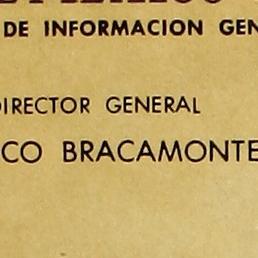 DE INFORMACION GEN
DIRECTOR GENERAL
CO BRACAMONTE